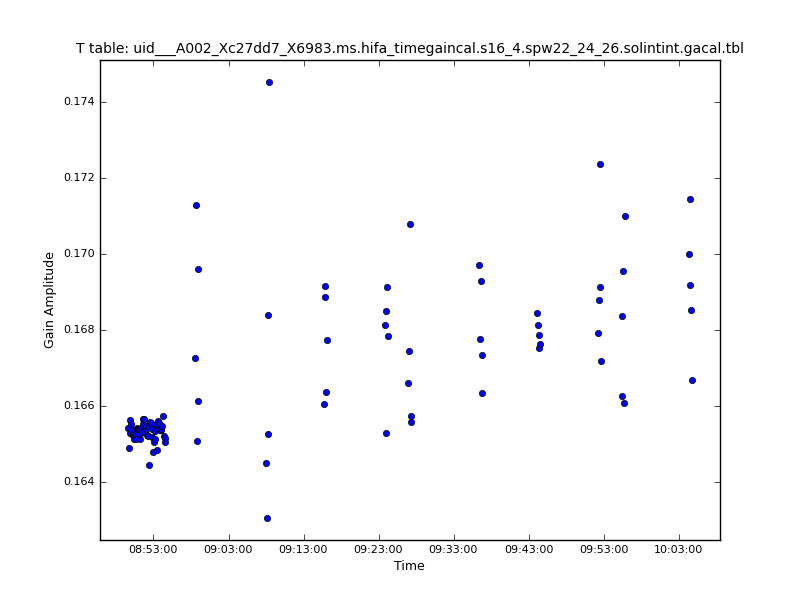 T table: uid___A002_Xc27dd7_X6983.ms.hifa_timegaincal.s16_4.spw22_24_26.solintint.gacal.tbl
Gain Amplitude
0.174
0.172
0.170
0.168
0.166
0.164
08:53:00 09:03:00 09:13:00 09:23:00 09:33:00 09:43:00 09:53:00 10:03:00
Time